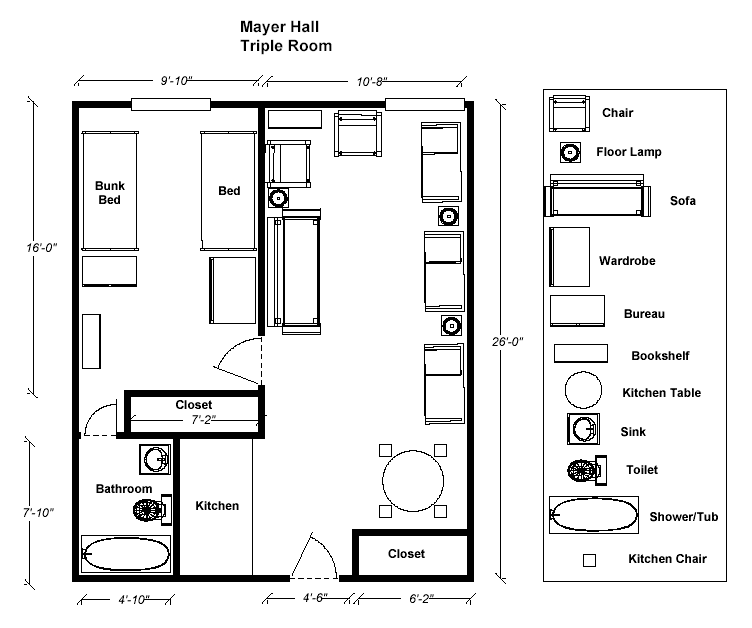 Mayer Hall
Triple Room
9'-10"
10'-8"
Bunk
Bed
Bed
16'-0"
26'-0"
Closet
7'-2"
Bathroom
Kitchen
7'-10"
Closet
4'-10"
4'-6"
6'-2"
Chair
Floor Lamp
Sofa
Wardrobe
Bureau
Bookshelf
Kitchen Table
Sink
Toilet
Shower/Tub
Kitchen Chair